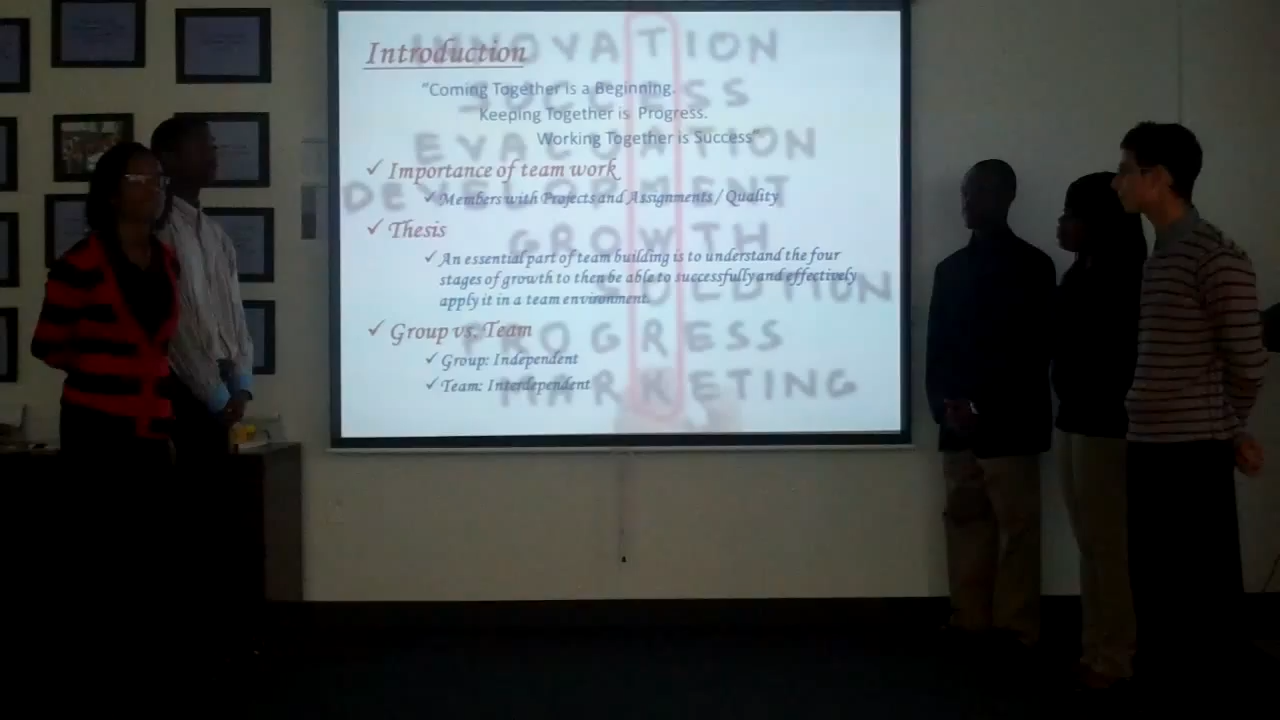 Introduction
"Coming Together is a Beginning.
Keeping Together is Progress.
Working Together is Success"
✓ Importance of team work
✓ Members with Projects and Assignments / Quality
✓ Thesis
✓ An essential part of team building is to understand the four
stages of growth to then be able to successfully and effectively
apply it in a team environment.
✓ Group vs. Team
✓ Group: Independent
✓ Team: Interdependent
INNOVATION
SUCCESS
EVALUATION
DEVELOPMENT
GROWTH
SOLUTION
PROGRESS
MARKETING